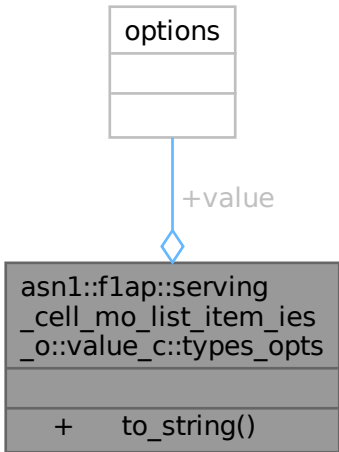 options
+value
asn1::f1ap::serving
_cell_mo_list_item_ies
_o::value_c::types_opts
+ to_string()